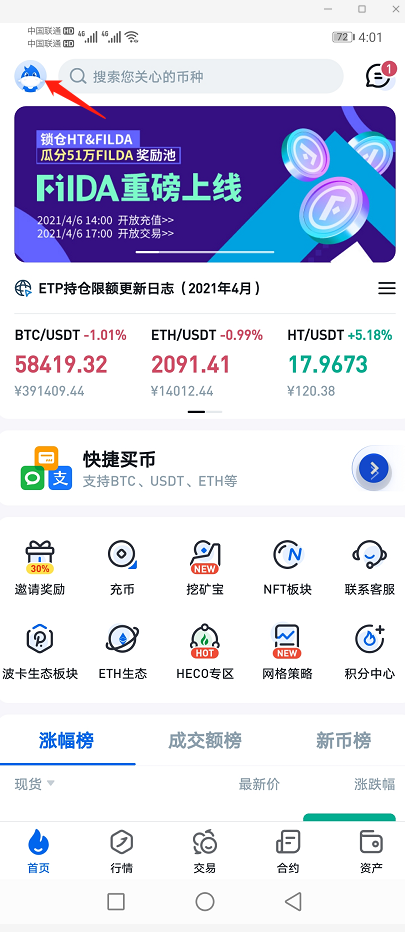 中国联通 HD 4G 4G 72 4:01
中国联通 HD
搜索您关心的币种 1
锁仓HT&FILDA
瓜分51万FILDA 奖励池
FilDA重磅上线
2021/4/6 14:00 开放充值>>
2021/4/6 17:00 开放交易>>
ETP持仓限额更新日志（2021年4月）
BTC/USDT -1.01% ETH/USDT -0.99% HT/USDT +5.18%
58419.32 2091.41 17.9673
¥391409.44 ¥14012.44 ¥120.38
快捷买币
支持BTC、USDT、ETH等
支
30% NEW
邀请奖励 充币 挖矿宝 NFT板块 联系客服
HOT NEW
波卡生态板块 ETH生态 HECO专区 网格策略 积分中心
涨幅榜 成交额榜 新币榜
现货 最新价 涨跌幅
首页 行情 交易 合约 资产